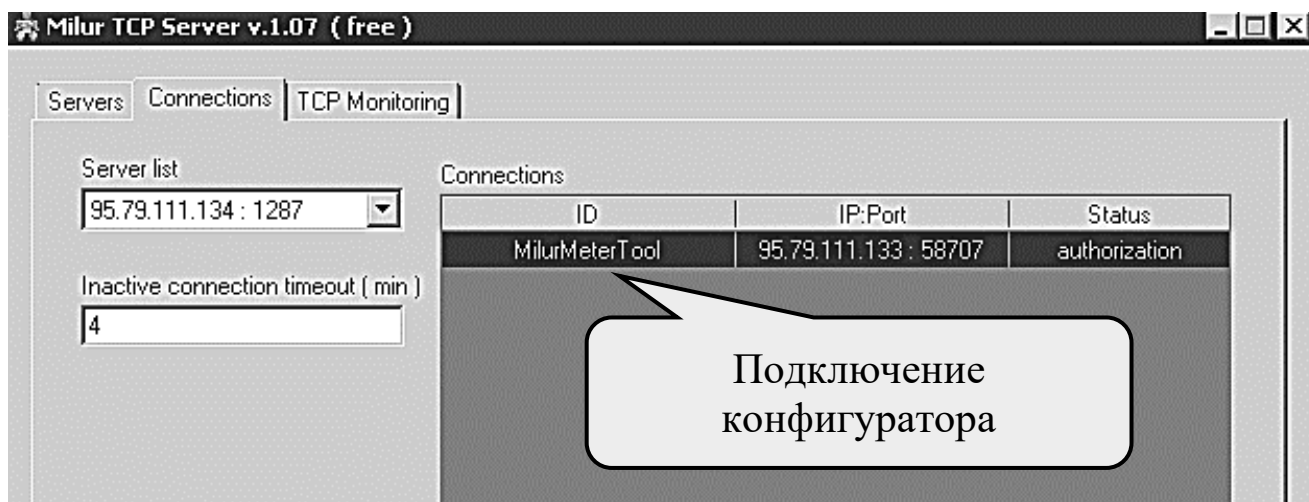 Milur TCP Server v.1.07 ( free )
Servers Connections TCP Monitoring
Server list
95.79.111.134 : 1287
Inactive connection timeout ( min )
4
Connections
ID IP:Port Status
MilurMeterTool 95.79.111.133 : 58707 authorization
Подключение
конфигуратора